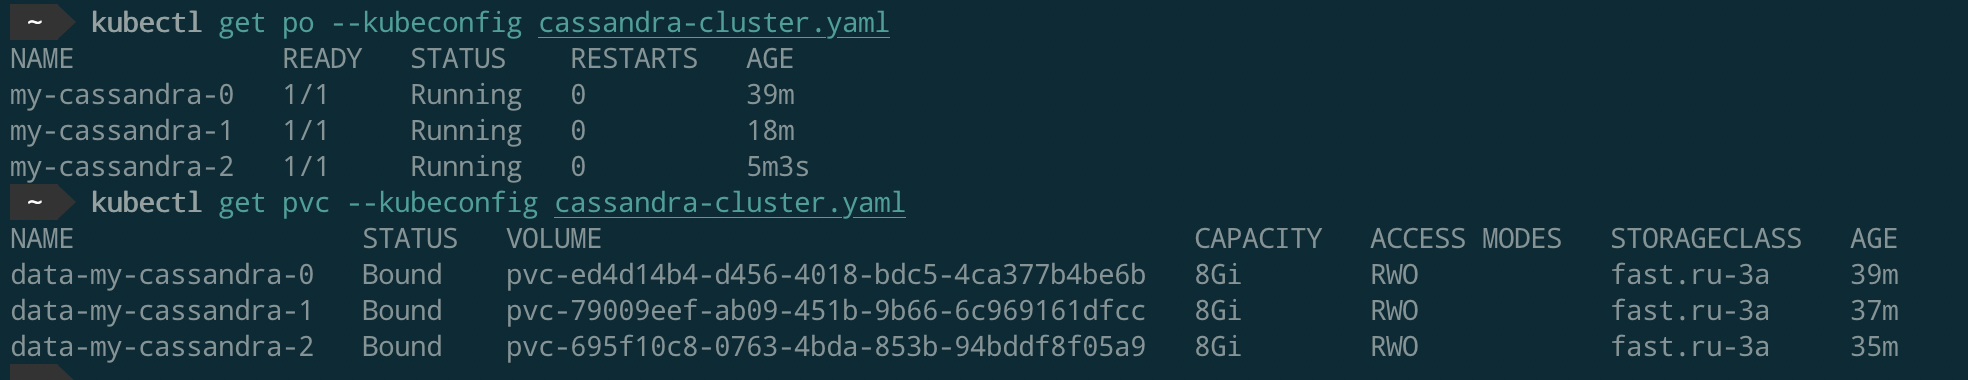 ~ kubectl get po --kubeconfig cassandra-cluster.yaml
NAME READY STATUS RESTARTS AGE
my-cassandra-0 1/1 Running 0 39m
my-cassandra-1 1/1 Running 0 18m
my-cassandra-2 1/1 Running 0 5m3s
~ kubectl get pvc --kubeconfig cassandra-cluster.yaml
NAME STATUS VOLUME CAPACITY ACCESS MODES STORAGECLASS AGE
data-my-cassandra-0 Bound pvc-ed4d14b4-d456-4018-bdc5-4ca377b4be6b 8Gi RWO fast.ru-3a 39m
data-my-cassandra-1 Bound pvc-79009eef-ab09-451b-9b66-6c969161dfcc 8Gi RWO fast.ru-3a 37m
data-my-cassandra-2 Bound pvc-695f10c8-0763-4bda-853b-94bddf8f05a9 8Gi RWO fast.ru-3a 35m